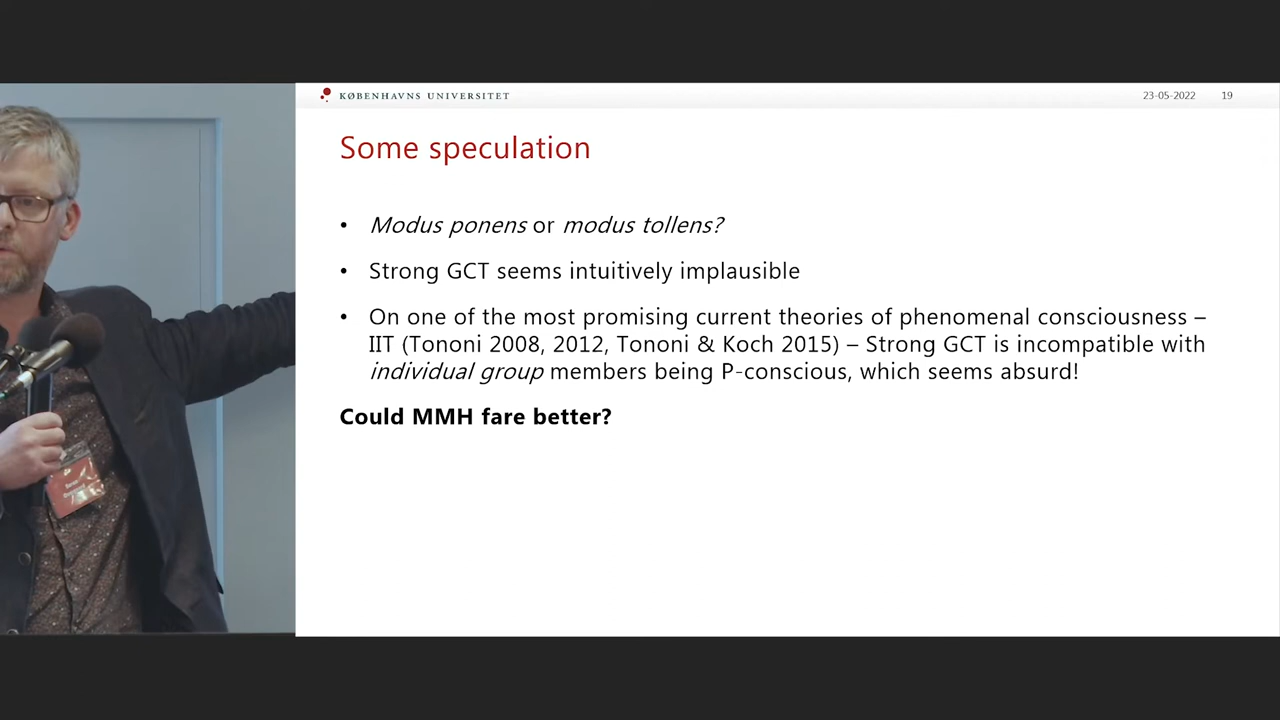 KØBENHAVNS UNIVERSITET
23-05-2022 19
Some speculation
• Modus ponens or modus tollens?
• Strong GCT seems intuitively implausible
• On one of the most promising current theories of phenomenal consciousness –
IIT (Tononi 2008, 2012, Tononi & Koch 2015) – Strong GCT is incompatible with
individual group members being P-conscious, which seems absurd!
Could MMH fare better?